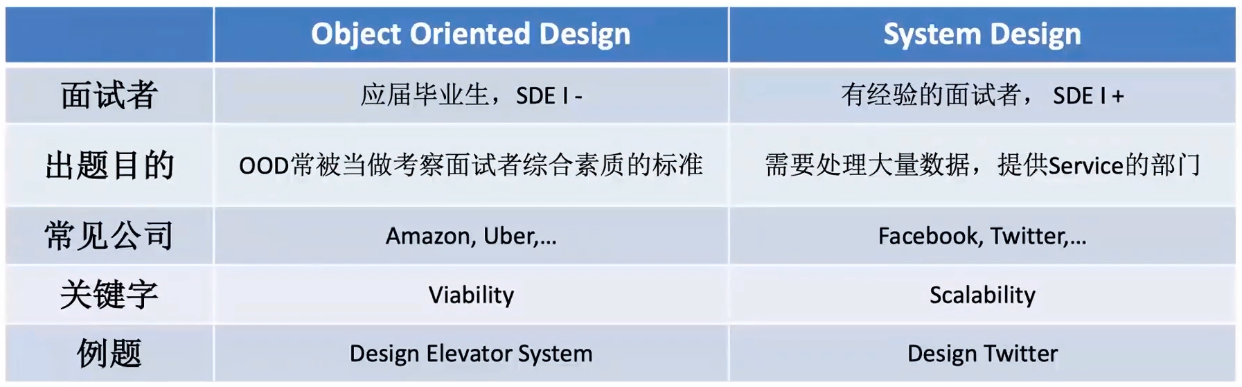 Object Oriented Design System Design
面试者 应届毕业生，SDE I - 有经验的面试者， SDE I +
出题目的 OOD常被当做考察面试者综合素质的标准 需要处理大量数据，提供Service的部门
常见公司 Amazon, Uber,... Facebook, Twitter,...
关键字 Viability Scalability
例题 Design Elevator System Design Twitter